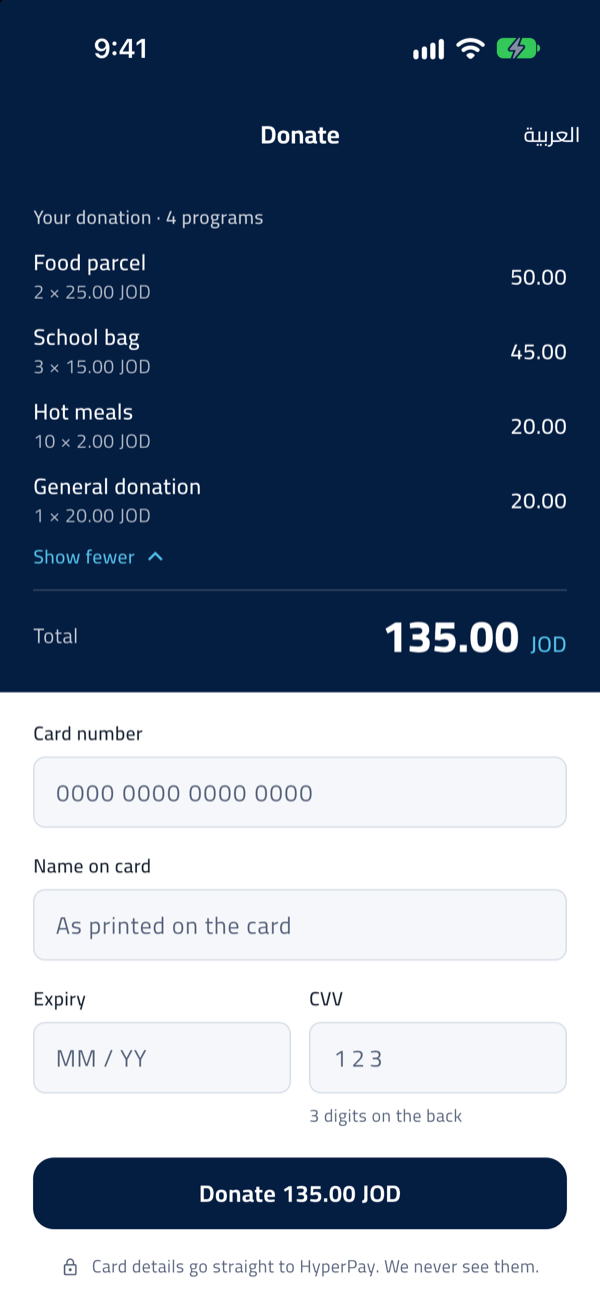 9:41
Donate
العربية
Your donation · 4 programs
Food parcel
2 × 25.00 JOD
50.00
School bag
3 × 15.00 JOD
45.00
Hot meals
10 × 2.00 JOD
20.00
General donation
1 × 20.00 JOD
20.00
Show fewer
Total
135.00 JOD
Card number
0000 0000 0000 0000
Name on card
As printed on the card
Expiry
CVV
MM / YY
123
3 digits on the back
Donate 135.00 JOD
Card details go straight to HyperPay. We never see them.